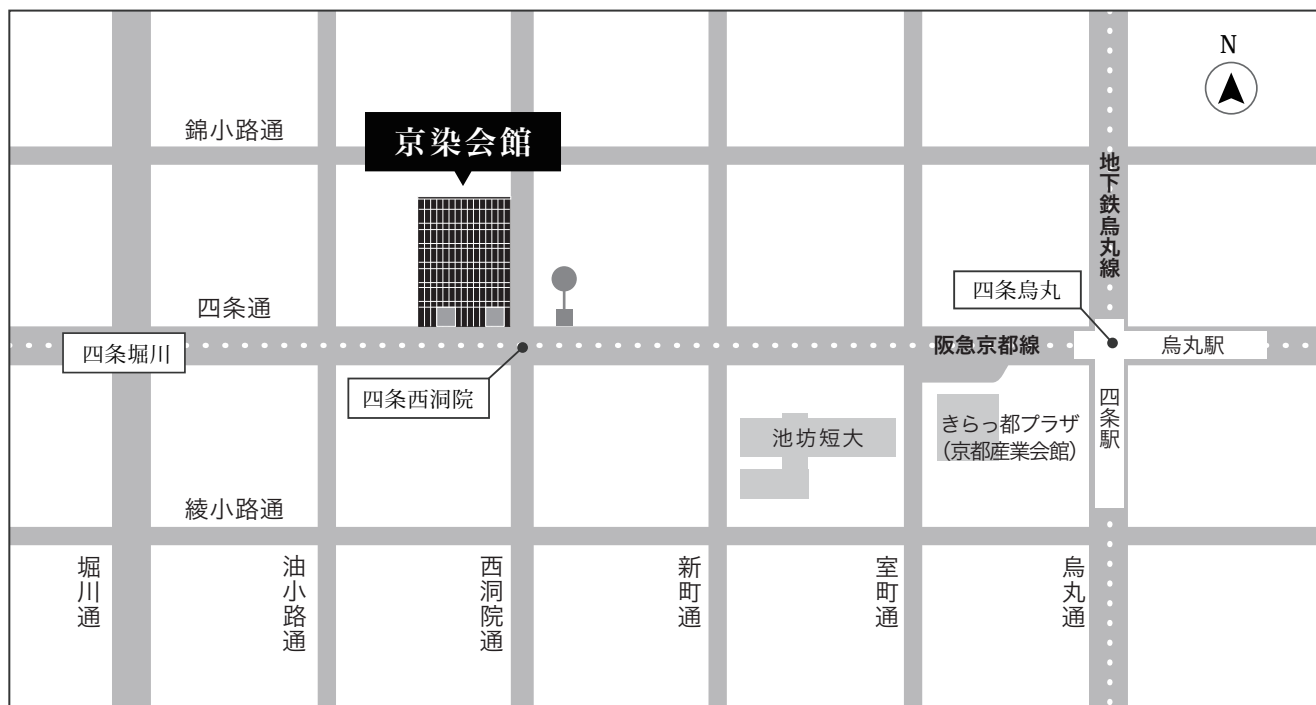 N
錦小路通
京染会館
地下鉄烏丸線
四条烏丸
四条通
四条堀川
阪急京都線
烏丸駅
四条西洞院
四条駅
池坊短大
きらっ都プラザ
(京都産業会館)
綾小路通
堀川通
油小路通
西洞院通
新町通
室町通
烏丸通